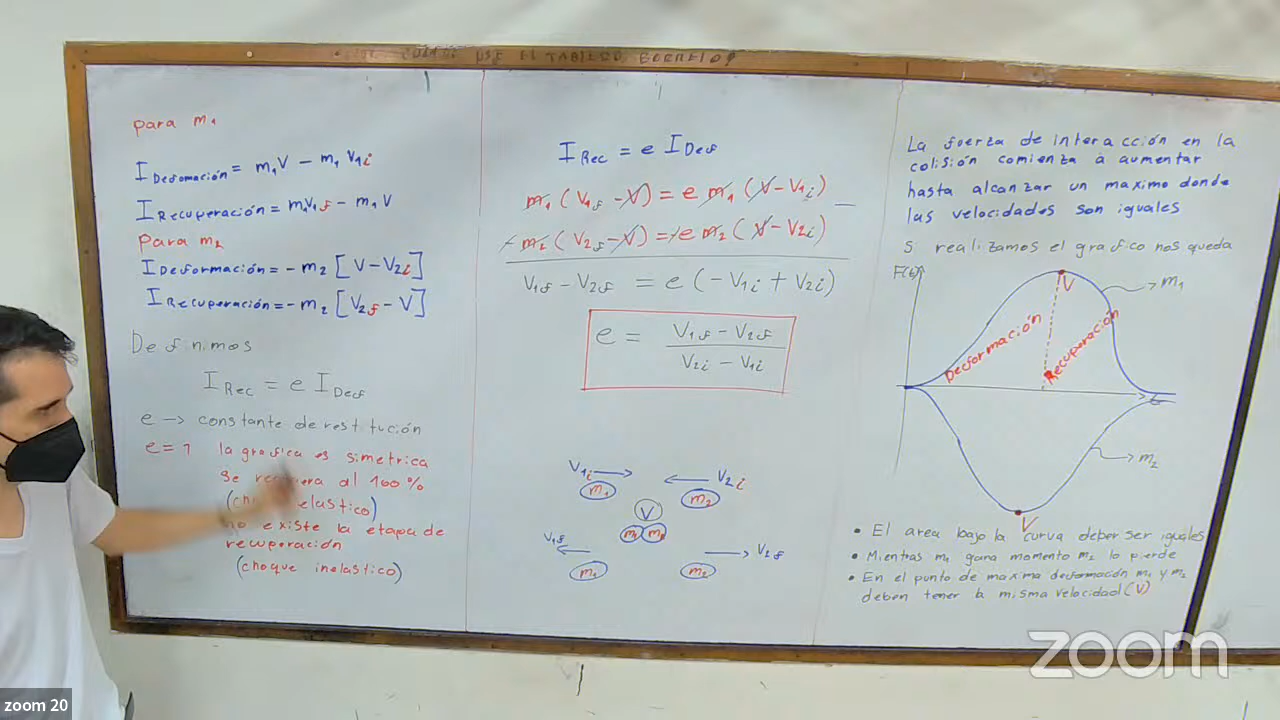 USE EL TABLERO
para m₁
I Deformación = m₁V − m₁ V₁i
I Recuperación = m₁V₁f − m₁ V
para m₂
I Deformación = − m₂ [ V − V₂i ]
I Recuperación = − m₂ [ V₂f − V ]
Definimos
I Rec = e I Def
e → constante de restitución
e = 1 la grafica es simetrica
se al 100 %
no existe la etapa de
recuporación
(choque inelastico)
I Rec = e I Def
m₁ ( V₁f − V ) = e m₁ ( V − V₁i )
− m₂ ( V₂f − V ) = − e m₂ ( V − V₂i )
V₁f − V₂f = e ( − V₁i + V₂i )
e = (V₁f − V₂f) / (V₂i − V₁i)
V₁i → ← V₂i
m₁ m₂
V
m₁ m₂
V₁f ← → V₂f
m₁ m₂
La fuerza de interacción en la
colisión comienza a aumentar
hasta alcanzar un maximo donde
las velocidades son iguales
S realizamos el grafico nos queda
F(t)
V
→ m₁
Deformación
Recuperación
t
→ m₂
V
• El area bajo la curva deber ser iguales
• Mientras m₁ gana momento m₂ lo pierde
• En el punto de maxima deformación m₁ y m₂
deben tener la misma velocidad (V)
zoom
zoom 20